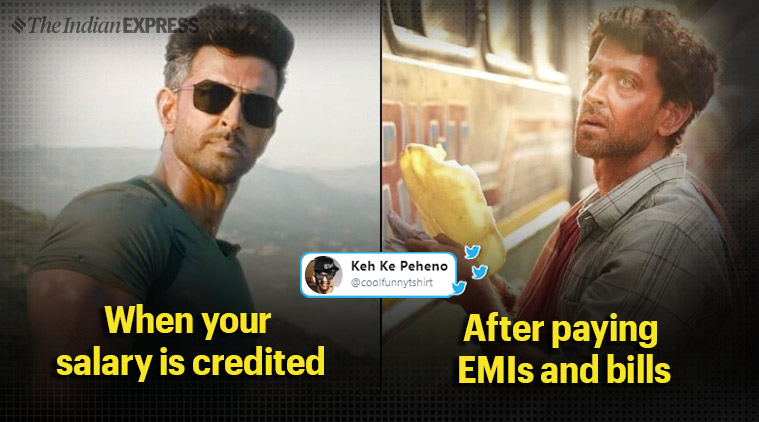 The Indian EXPRESS
Keh Ke Peheno
@coolfunnytshirt
When your
salary is credited
After paying
EMIs and bills